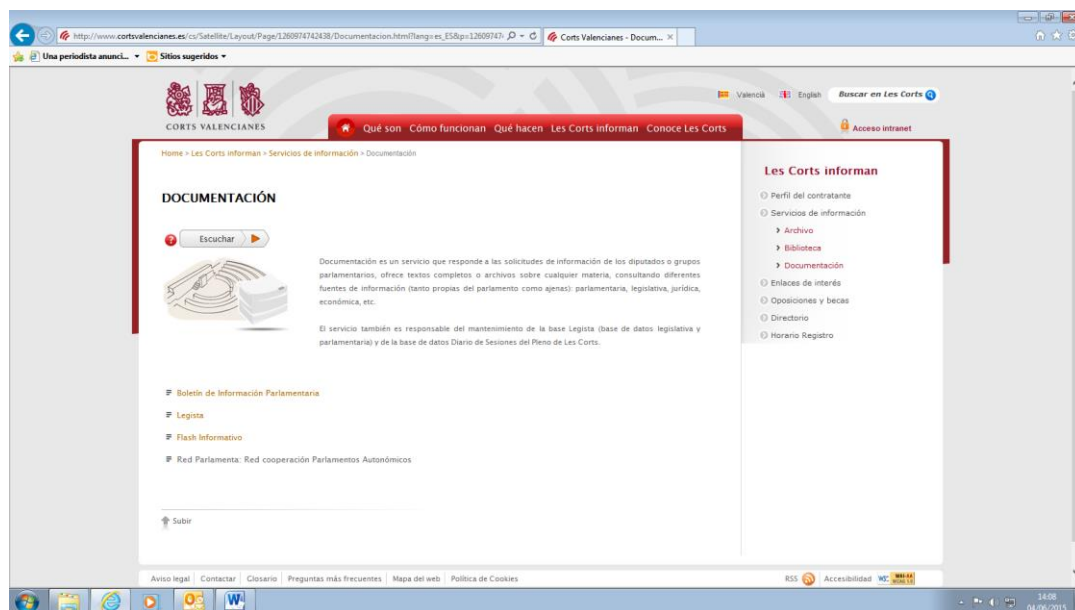 http://www.cortsvalencianes.es/cs/Satellite/Layout/Page/1260974742438/Documentacion.html?lang=es_ES&p=12609747
Corts Valencianes - Docum...
Una periodista anunci...
Sitios sugeridos
Valencià
English
Buscar en Les Corts
CORTS VALENCIANES
Qué son Cómo funcionan Qué hacen Les Corts informan Conoce Les Corts
Acceso intranet
Home > Les Corts informan > Servicios de información > Documentación
DOCUMENTACIÓN
Escuchar
Documentación es un servicio que responde a las solicitudes de información de los diputados o grupos
parlamentarios, ofrece textos completos o archivos sobre cualquier materia, consultando diferentes
fuentes de información (tanto propias del parlamento como ajenas): parlamentaria, legislativa, jurídica,
económica, etc.
El servicio también es responsable del mantenimiento de la base Legista (base de datos legislativa y
parlamentaria) y de la base de datos Diario de Sesiones del Pleno de Les Corts.
Boletín de Información Parlamentaria
Legista
Flash Informativo
Red Parlamenta: Red cooperación Parlamentos Autonómicos
Subir
Les Corts informan
Perfil del contratante
Servicios de información
Archivo
Biblioteca
Documentación
Enlaces de interés
Oposiciones y becas
Directorio
Horario Registro
Aviso legal | Contactar | Glosario | Preguntas más frecuentes | Mapa del web | Política de Cookies
RSS
Accesibilidad
W3C WAI-AA WCAG 1.0
14:08
04/06/2015